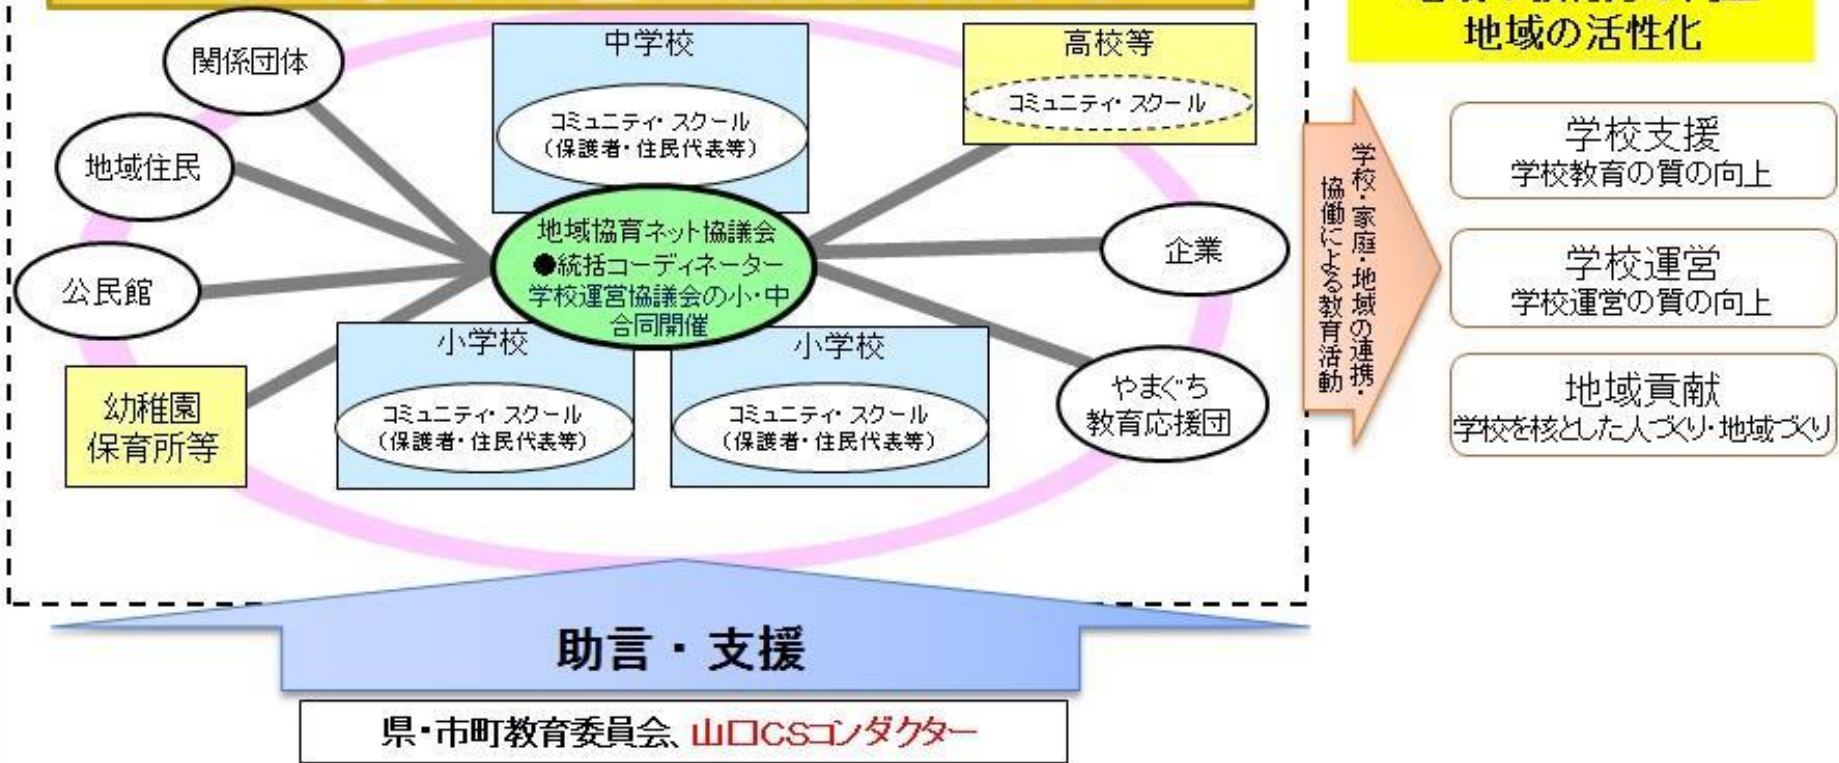 地域の活性化
関係団体
中学校
コミュニティ・スクール
（保護者・住民代表等）
高校等
コミュニティ・スクール
地域住民
公民館
幼稚園
保育所等
地域協育ネット協議会
●統括コーディネーター
学校運営協議会の小・中
合同開催
企業
やまぐち
教育応援団
小学校
コミュニティ・スクール
（保護者・住民代表等）
小学校
コミュニティ・スクール
（保護者・住民代表等）
学校・家庭・地域の連携・
協働による教育活動
学校支援
学校教育の質の向上
学校運営
学校運営の質の向上
地域貢献
学校を核とした人づくり・地域づくり
助言・支援
県・市町教育委員会、山口CSコンダクター